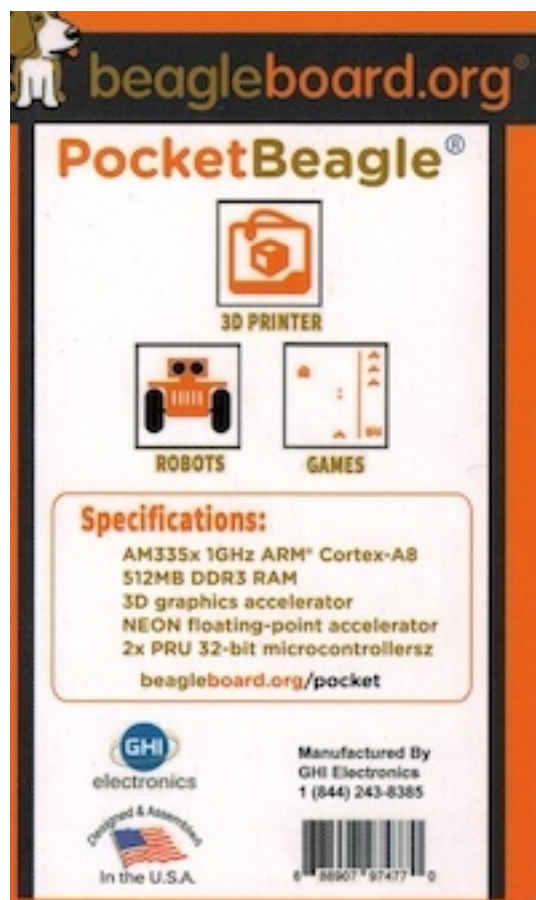 beagleboard.org®
PocketBeagle®
3D PRINTER
ROBOTS
GAMES
Specifications:
AM335x 1GHz ARM® Cortex-A8
512MB DDR3 RAM
3D graphics accelerator
NEON floating-point accelerator
2x PRU 32-bit microcontrollersz
beagleboard.org/pocket
GHI
electronics
Manufactured By
GHI Electronics
1 (844) 243-8385
Designed & Assembled
In the U.S.A.
6 88907 97477 0